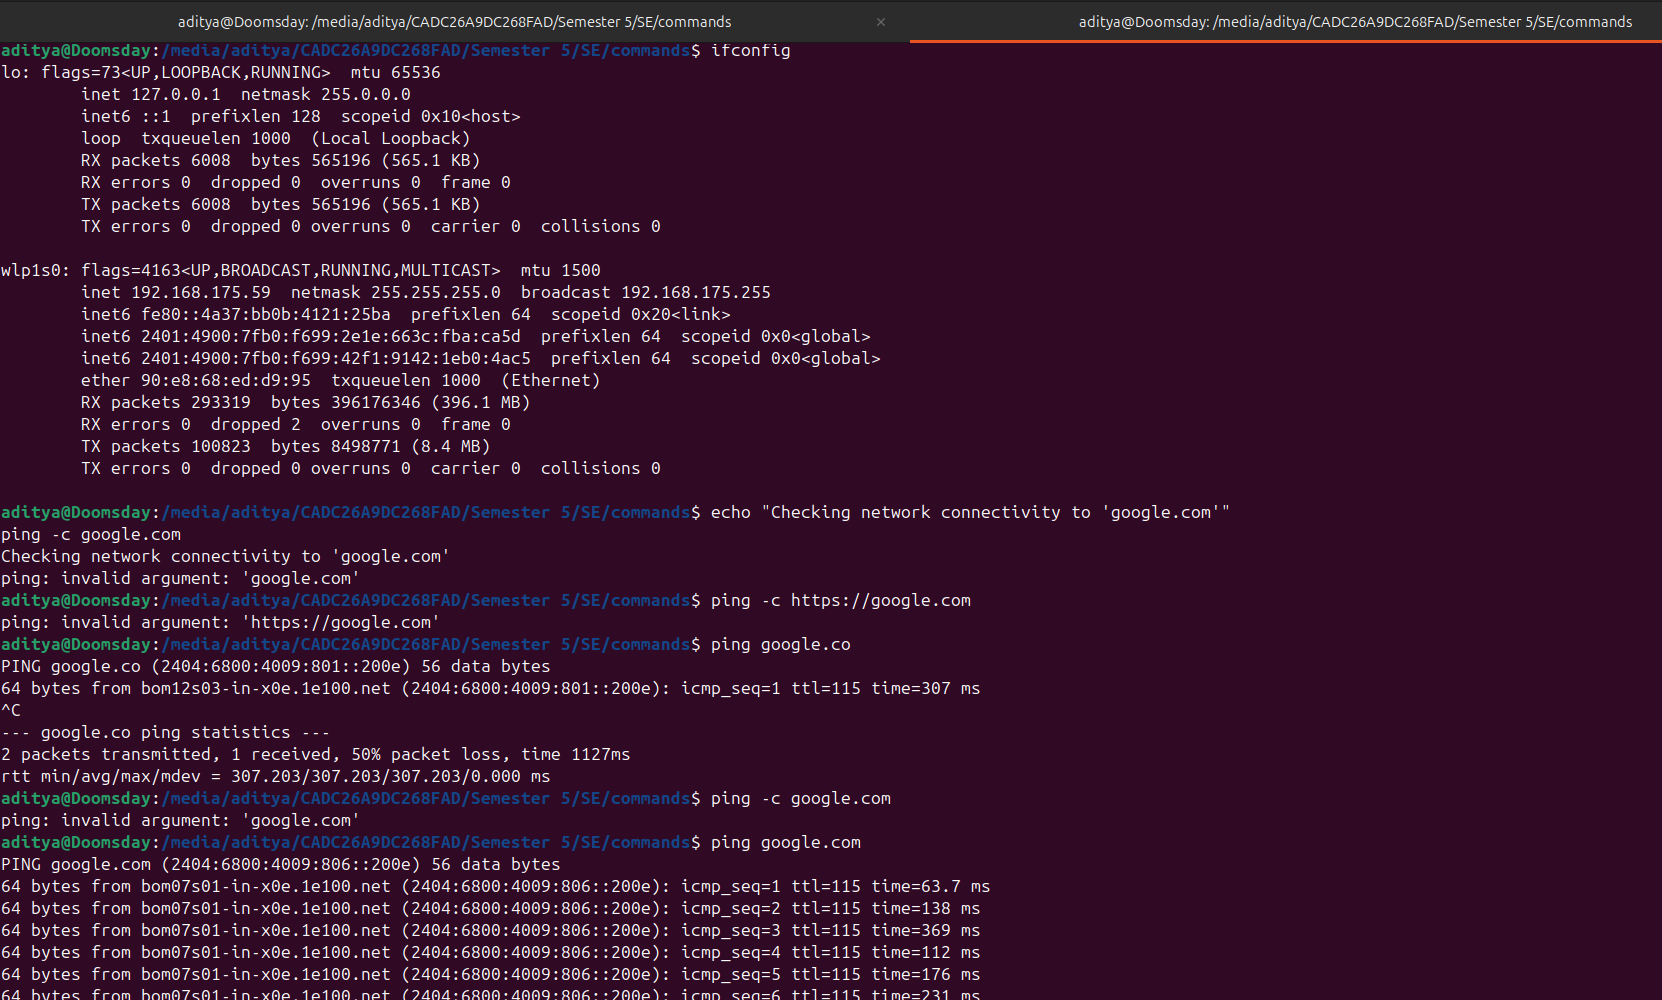 aditya@Doomsday: /media/aditya/CADC26A9DC268FAD/Semester 5/SE/commands × aditya@Doomsday: /media/aditya/CADC26A9DC268FAD/Semester 5/SE/commands
aditya@Doomsday:/media/aditya/CADC26A9DC268FAD/Semester 5/SE/commands$ ifconfig
lo: flags=73<UP,LOOPBACK,RUNNING>  mtu 65536
        inet 127.0.0.1  netmask 255.0.0.0
        inet6 ::1  prefixlen 128  scopeid 0x10<host>
        loop  txqueuelen 1000  (Local Loopback)
        RX packets 6008  bytes 565196 (565.1 KB)
        RX errors 0  dropped 0  overruns 0  frame 0
        TX packets 6008  bytes 565196 (565.1 KB)
        TX errors 0  dropped 0 overruns 0  carrier 0  collisions 0

wlp1s0: flags=4163<UP,BROADCAST,RUNNING,MULTICAST>  mtu 1500
        inet 192.168.175.59  netmask 255.255.255.0  broadcast 192.168.175.255
        inet6 fe80::4a37:bb0b:4121:25ba  prefixlen 64  scopeid 0x20<link>
        inet6 2401:4900:7fb0:f699:2e1e:663c:fba:ca5d  prefixlen 64  scopeid 0x0<global>
        inet6 2401:4900:7fb0:f699:42f1:9142:1eb0:4ac5  prefixlen 64  scopeid 0x0<global>
        ether 90:e8:68:ed:d9:95  txqueuelen 1000  (Ethernet)
        RX packets 293319  bytes 396176346 (396.1 MB)
        RX errors 0  dropped 2  overruns 0  frame 0
        TX packets 100823  bytes 8498771 (8.4 MB)
        TX errors 0  dropped 0 overruns 0  carrier 0  collisions 0

aditya@Doomsday:/media/aditya/CADC26A9DC268FAD/Semester 5/SE/commands$ echo "Checking network connectivity to 'google.com'"
ping -c google.com
Checking network connectivity to 'google.com'
ping: invalid argument: 'google.com'
aditya@Doomsday:/media/aditya/CADC26A9DC268FAD/Semester 5/SE/commands$ ping -c https://google.com
ping: invalid argument: 'https://google.com'
aditya@Doomsday:/media/aditya/CADC26A9DC268FAD/Semester 5/SE/commands$ ping google.co
PING google.co (2404:6800:4009:801::200e) 56 data bytes
64 bytes from bom12s03-in-x0e.1e100.net (2404:6800:4009:801::200e): icmp_seq=1 ttl=115 time=307 ms
^C
--- google.co ping statistics ---
2 packets transmitted, 1 received, 50% packet loss, time 1127ms
rtt min/avg/max/mdev = 307.203/307.203/307.203/0.000 ms
aditya@Doomsday:/media/aditya/CADC26A9DC268FAD/Semester 5/SE/commands$ ping -c google.com
ping: invalid argument: 'google.com'
aditya@Doomsday:/media/aditya/CADC26A9DC268FAD/Semester 5/SE/commands$ ping google.com
PING google.com (2404:6800:4009:806::200e) 56 data bytes
64 bytes from bom07s01-in-x0e.1e100.net (2404:6800:4009:806::200e): icmp_seq=1 ttl=115 time=63.7 ms
64 bytes from bom07s01-in-x0e.1e100.net (2404:6800:4009:806::200e): icmp_seq=2 ttl=115 time=138 ms
64 bytes from bom07s01-in-x0e.1e100.net (2404:6800:4009:806::200e): icmp_seq=3 ttl=115 time=369 ms
64 bytes from bom07s01-in-x0e.1e100.net (2404:6800:4009:806::200e): icmp_seq=4 ttl=115 time=112 ms
64 bytes from bom07s01-in-x0e.1e100.net (2404:6800:4009:806::200e): icmp_seq=5 ttl=115 time=176 ms
64 bytes from bom07s01-in-x0e.1e100.net (2404:6800:4009:806::200e): icmp_seq=6 ttl=115 time=231 ms